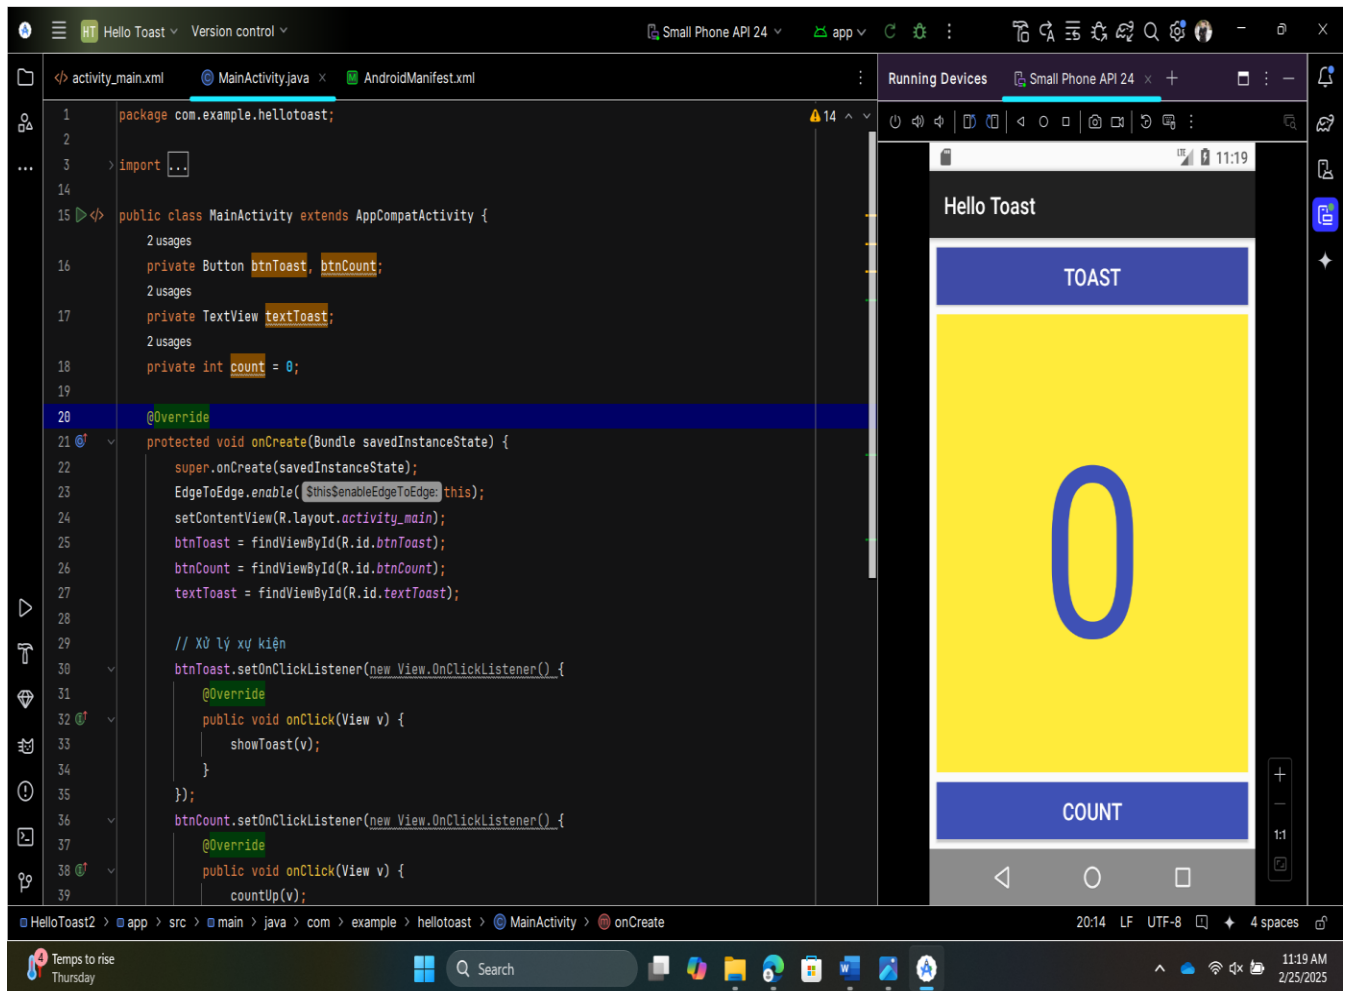 HT Hello Toast Version control Small Phone API 24 app
activity_main.xml MainActivity.java AndroidManifest.xml Running Devices Small Phone API 24
1 package com.example.hellotoast; 14
2
3 import ...
14
15 public class MainActivity extends AppCompatActivity {
2 usages
16 private Button btnToast, btnCount;
2 usages
17 private TextView textToast;
2 usages
18 private int count = 0;
19
20 @Override
21 protected void onCreate(Bundle savedInstanceState) {
22 super.onCreate(savedInstanceState);
23 EdgeToEdge.enable( $this$enableEdgeToEdge: this);
24 setContentView(R.layout.activity_main);
25 btnToast = findViewById(R.id.btnToast);
26 btnCount = findViewById(R.id.btnCount);
27 textToast = findViewById(R.id.textToast);
28
29 // Xử lý xự kiện
30 btnToast.setOnClickListener(new View.OnClickListener() {
31 @Override
32 public void onClick(View v) {
33 showToast(v);
34 }
35 });
36 btnCount.setOnClickListener(new View.OnClickListener() {
37 @Override
38 public void onClick(View v) {
39 countUp(v);
LTE 11:19
Hello Toast
TOAST
0
COUNT
1:1
HelloToast2 > app > src > main > java > com > example > hellotoast > MainActivity > onCreate 20:14 LF UTF-8 4 spaces
4 Temps to rise
Thursday
Search
11:19 AM
2/25/2025